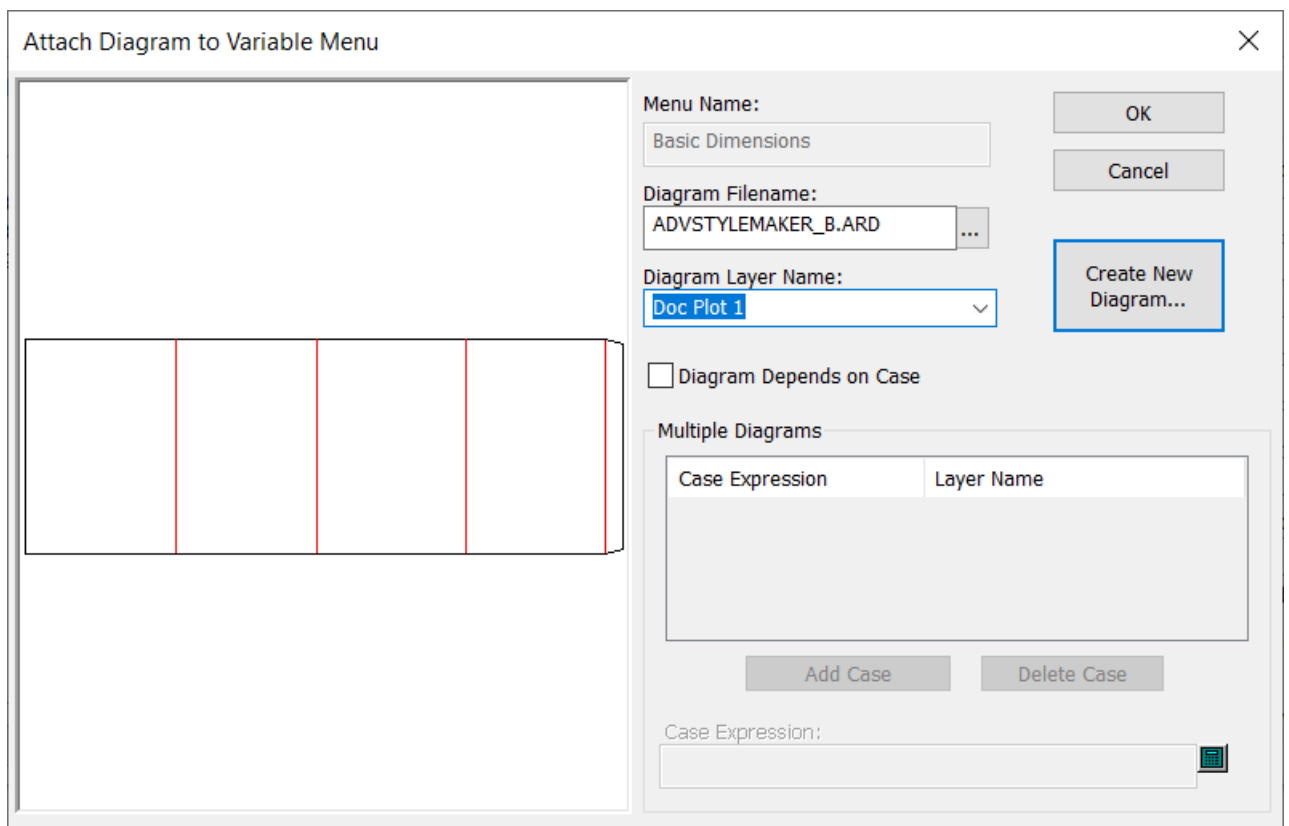 Attach Diagram to Variable Menu
Menu Name:
Basic Dimensions
OK
Cancel
Diagram Filename:
ADVSTYLEMAKER_B.ARD
...
Diagram Layer Name:
Doc Plot 1
Create New
Diagram...
Diagram Depends on Case
Multiple Diagrams
Case Expression Layer Name
Add Case Delete Case
Case Expression: